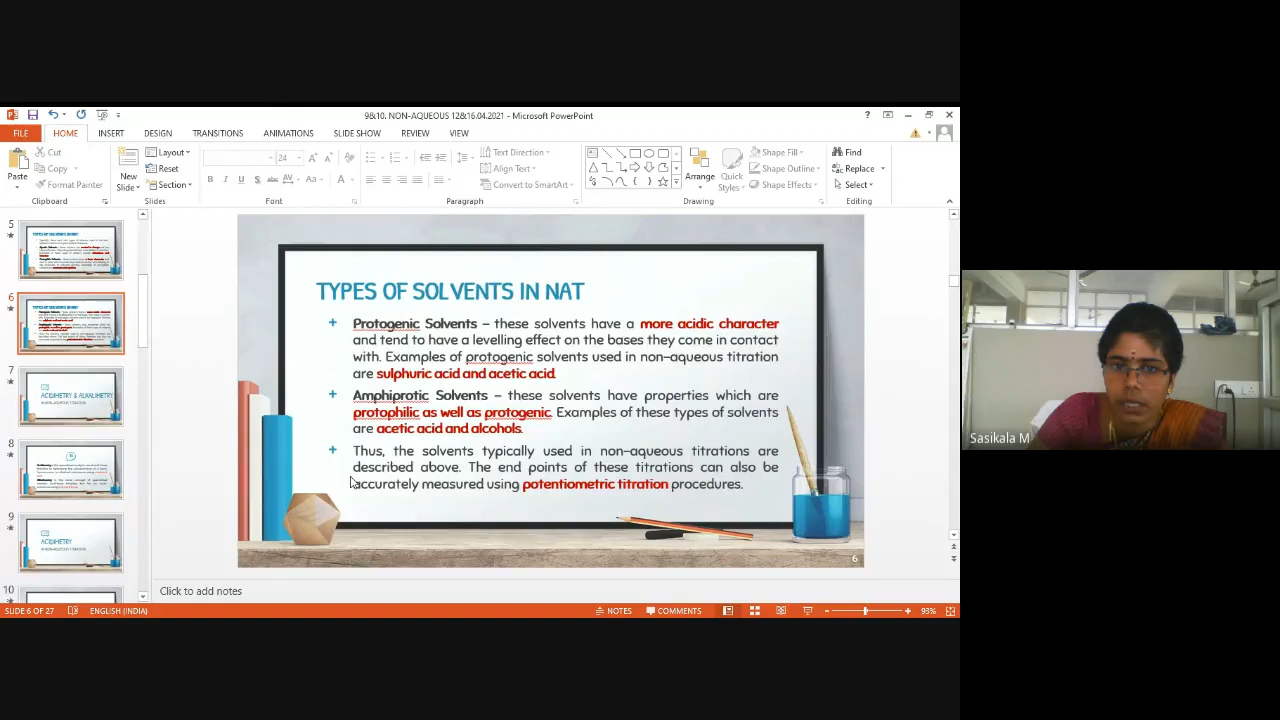 9&10. NON-AQUEOUS 12&16.04.2021 - Microsoft PowerPoint
FILE HOME INSERT DESIGN TRANSITIONS ANIMATIONS SLIDE SHOW REVIEW VIEW
Paste
Cut
Copy
Format Painter
Clipboard
New
Slide
Layout
Reset
Section
Slides
24
Font
Text Direction
Align Text
Convert to SmartArt
Paragraph
Arrange
Quick
Styles
Shape Fill
Shape Outline
Shape Effects
Drawing
Find
Replace
Select
Editing
5
6
7
ACIDIMETRY & ALKALIMETRY
8
9
ACIDIMETRY
10
TYPES OF SOLVENTS IN NAT
Protogenic Solvents – these solvents have a more acidic character
and tend to have a levelling effect on the bases they come in contact
with. Examples of protogenic solvents used in non-aqueous titration
are sulphuric acid and acetic acid.
Amphiprotic Solvents – these solvents have properties which are
protophilic as well as protogenic. Examples of these types of solvents
are acetic acid and alcohols.
Thus, the solvents typically used in non-aqueous titrations are
described above. The end points of these titrations can also be
accurately measured using potentiometric titration procedures.
6
Click to add notes
SLIDE 6 OF 27 ENGLISH (INDIA) NOTES COMMENTS 93%
Sasikala M